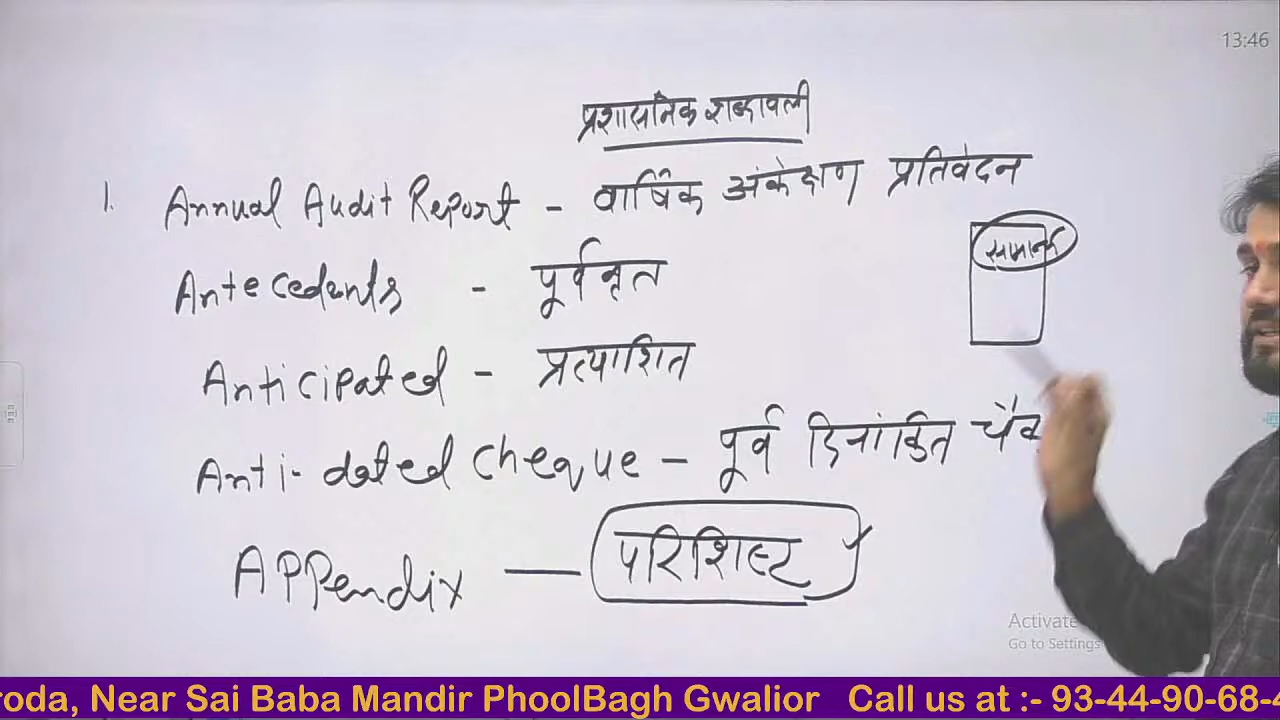 13:46
प्रशासनिक शब्दावली
1. Annual Audit Report - वार्षिक अंकेक्षण प्रतिवेदन
Antecedents - पूर्ववृत
Anticipated - प्रत्याशित
Anti-dated cheque - पूर्व दिनांकित चैक
Appendix — परिशिष्ट
Activate
Go to Settings
roda, Near Sai Baba Mandir PhoolBagh Gwalior Call us at :- 93-44-90-68-